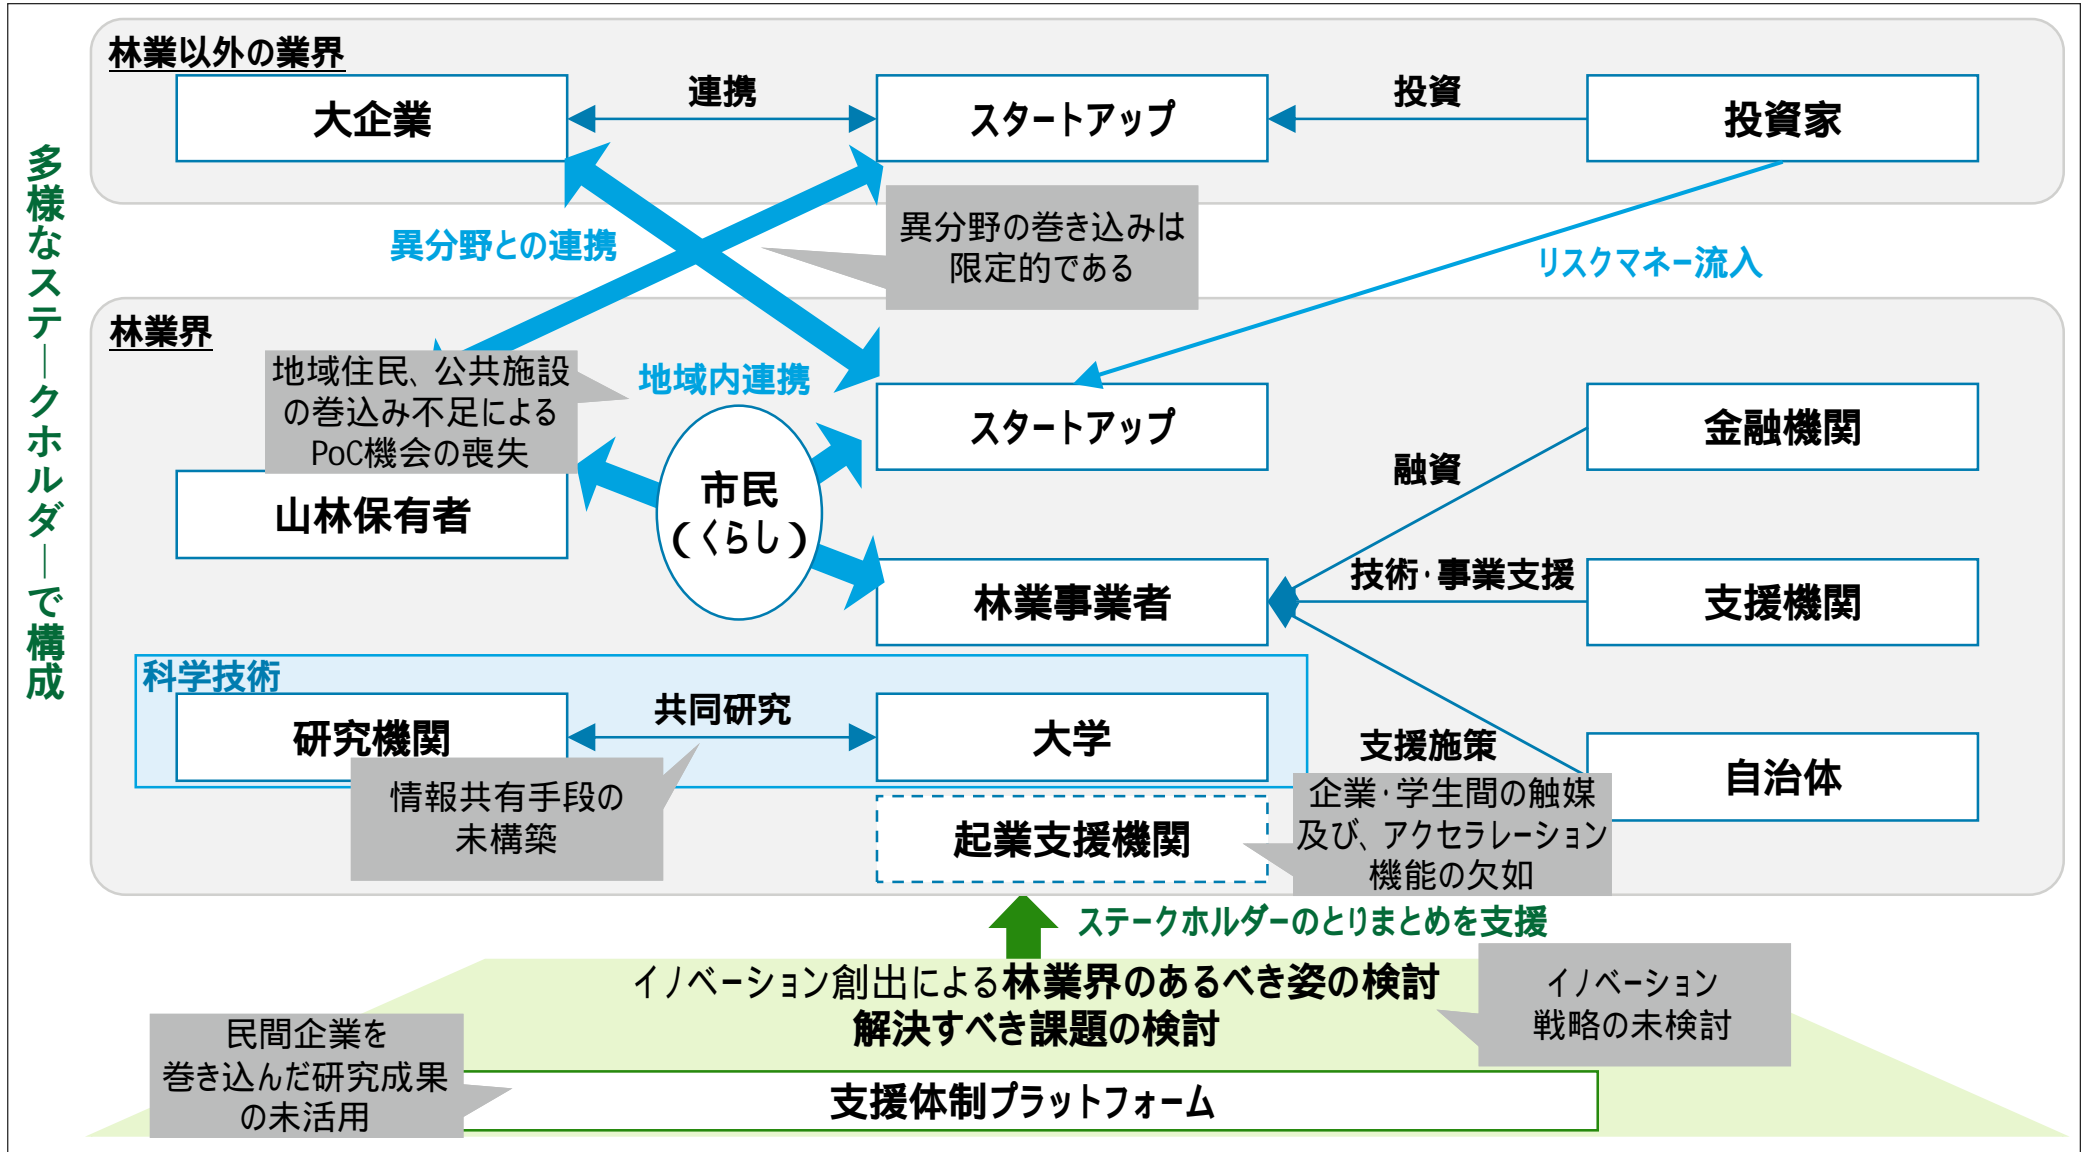 多様なステークホルダーで構成
林業以外の業界
大企業
連携
スタートアップ
投資
投資家
異分野との連携
異分野の巻き込みは
限定的である
リスクマネー流入
林業界
地域住民、公共施設
の巻込み不足による
PoC機会の喪失
地域内連携
スタートアップ
金融機関
融資
山林保有者
市民
(くらし)
林業事業者
技術・事業支援
支援機関
科学技術
研究機関
共同研究
大学
支援施策
自治体
情報共有手段の
未構築
起業支援機関
企業・学生間の触媒
及び、アクセラレーション
機能の欠如
ステークホルダーのとりまとめを支援
イノベーション創出による林業界のあるべき姿の検討
解決すべき課題の検討
イノベーション
戦略の未検討
民間企業を
巻き込んだ研究成果
の未活用
支援体制プラットフォーム